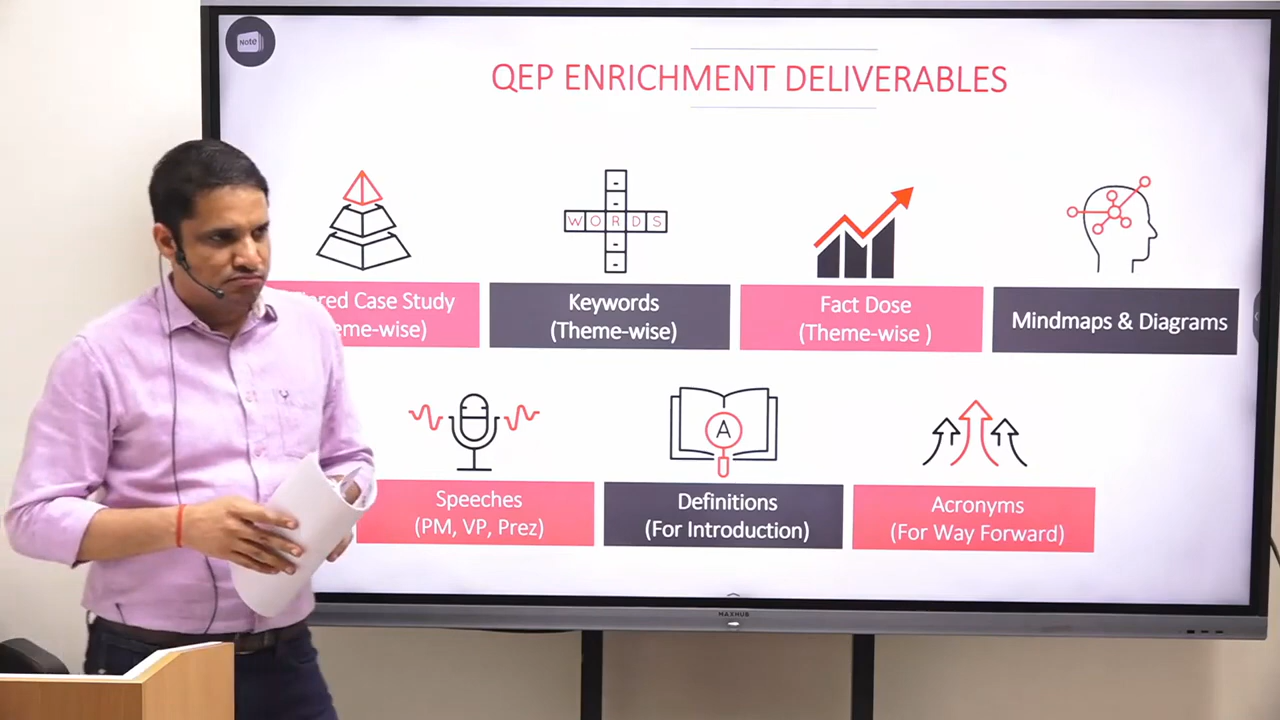 Note
QEP ENRICHMENT DELIVERABLES
WORDS
Case Study
Keywords
(Theme-wise)
Fact Dose
(Theme-wise )
Mindmaps & Diagrams
A
Speeches
(PM, VP, Prez)
Definitions
(For Introduction)
Acronyms
(For Way Forward)
MAXHUB